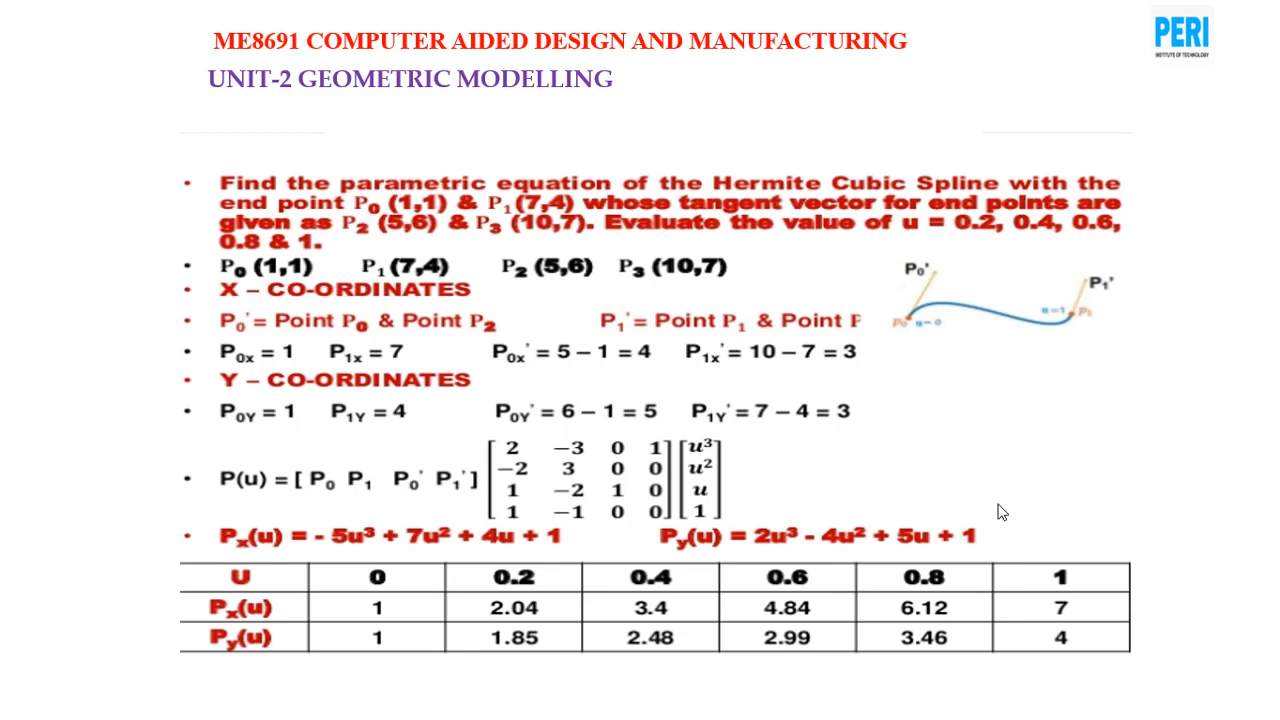 ME8691 COMPUTER AIDED DESIGN AND MANUFACTURING
PERI
INSTITUTE OF TECHNOLOGY
UNIT-2 GEOMETRIC MODELLING
• Find the parametric equation of the Hermite Cubic Spline with the
end point P₀ (1,1) & P₁(7,4) whose tangent vector for end points are
given as P₂ (5,6) & P₃ (10,7). Evaluate the value of u = 0.2, 0.4, 0.6,
0.8 & 1.
• P₀ (1,1) P₁ (7,4) P₂ (5,6) P₃ (10,7)
• X – CO-ORDINATES
• P₀'= Point P₀ & Point P₂ P₁'= Point P₁ & Point P
P₀' P₁'
P₀ u=0 u=1 P₁
• P₀ₓ = 1 P₁ₓ = 7 P₀ₓ' = 5 – 1 = 4 P₁ₓ' = 10 – 7 = 3
• Y – CO-ORDINATES
• P₀Y = 1 P₁Y = 4 P₀Y' = 6 – 1 = 5 P₁Y' = 7 – 4 = 3
• P(u) = [ P₀ P₁ P₀' P₁' ]
2 −3 0 1 u³
−2 3 0 0 u²
1 −2 1 0 u
1 −1 0 0 1
• Pₓ(u) = - 5u³ + 7u² + 4u + 1 Pᵧ(u) = 2u³ - 4u² + 5u + 1
U 0 0.2 0.4 0.6 0.8 1
Pₓ(u) 1 2.04 3.4 4.84 6.12 7
Pᵧ(u) 1 1.85 2.48 2.99 3.46 4